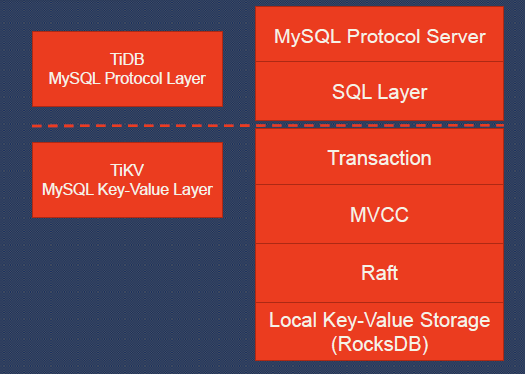 TiDB
MySQL Protocol Layer
TiKV
MySQL Key-Value Layer
MySQL Protocol Server
SQL Layer
Transaction
MVCC
Raft
Local Key-Value Storage
(RocksDB)